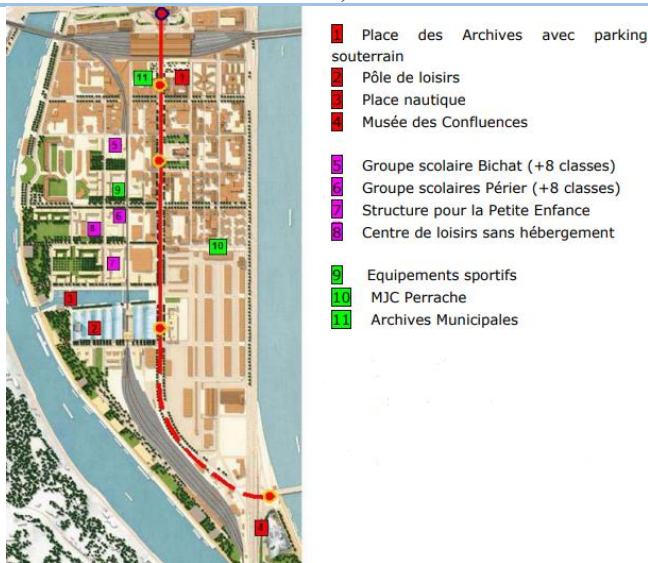 1 Place des Archives avec parking
souterrain
2 Pôle de loisirs
3 Place nautique
4 Musée des Confluences
5 Groupe scolaire Bichat (+8 classes)
6 Groupe scolaires Périer (+8 classes)
7 Structure pour la Petite Enfance
8 Centre de loisirs sans hébergement
9 Equipements sportifs
10 MJC Perrache
11 Archives Municipales
11 1
5
9
6
8
10
7
3
2
4